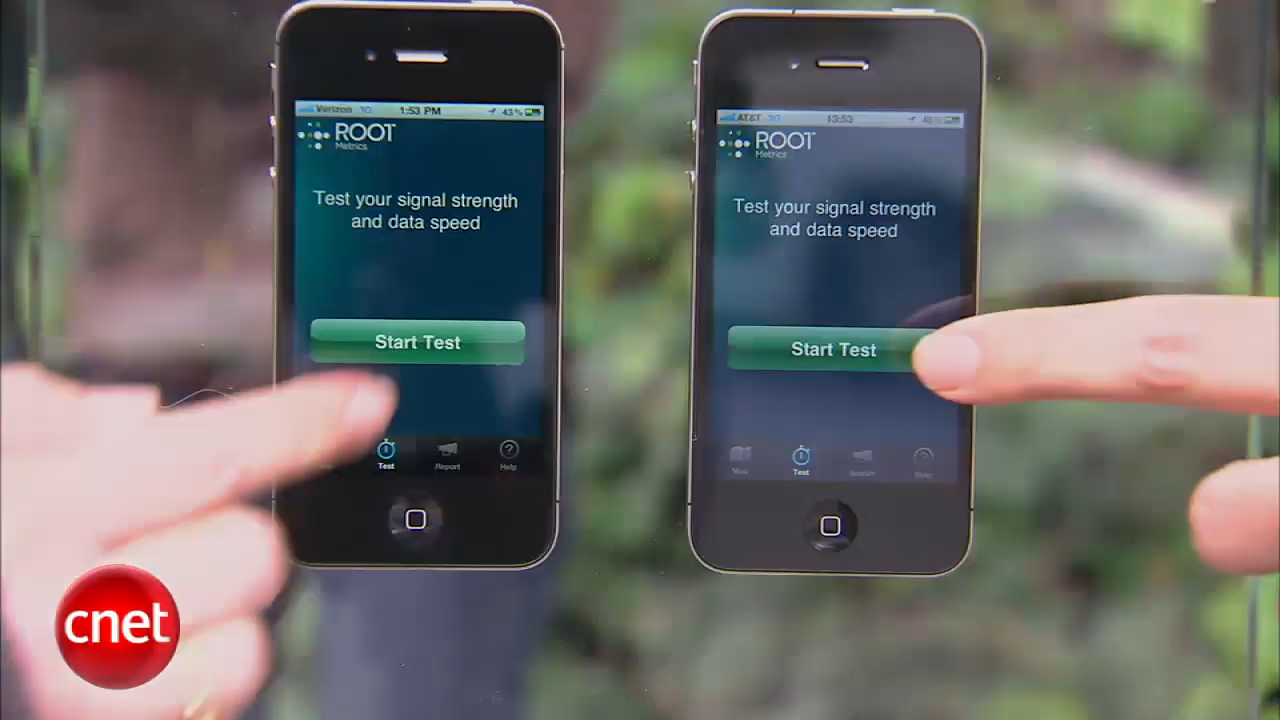 Verizon 3G 1:53 PM 43%
ROOT
Metrics
Test your signal strength
and data speed
Start Test
Test Report Help
AT&T 3G 13:53
ROOT
Metrics
Test your signal strength
and data speed
Start Test
Test
cnet